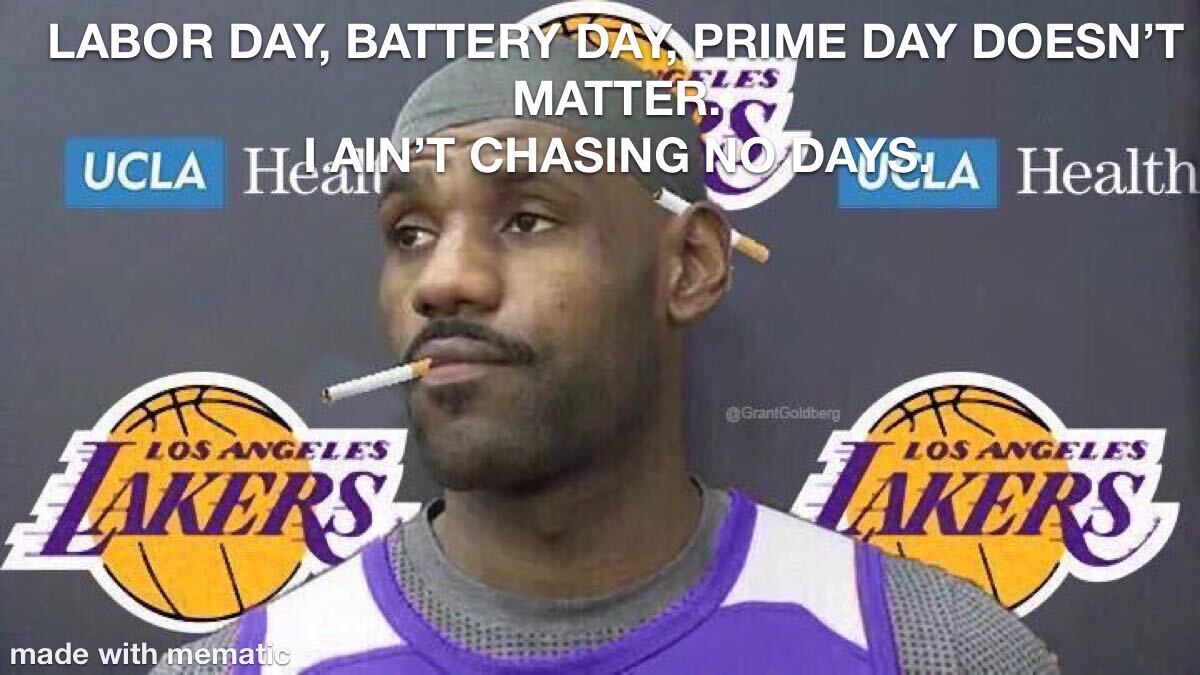 LABOR DAY, BATTERY DAY, PRIME DAY DOESN'T
MATTER.
I AIN'T CHASING NO DAYS.
UCLA Health
UCLA Health
@GrantGoldberg
LOS ANGELES
LAKERS
LOS ANGELES
LAKERS
made with mematic